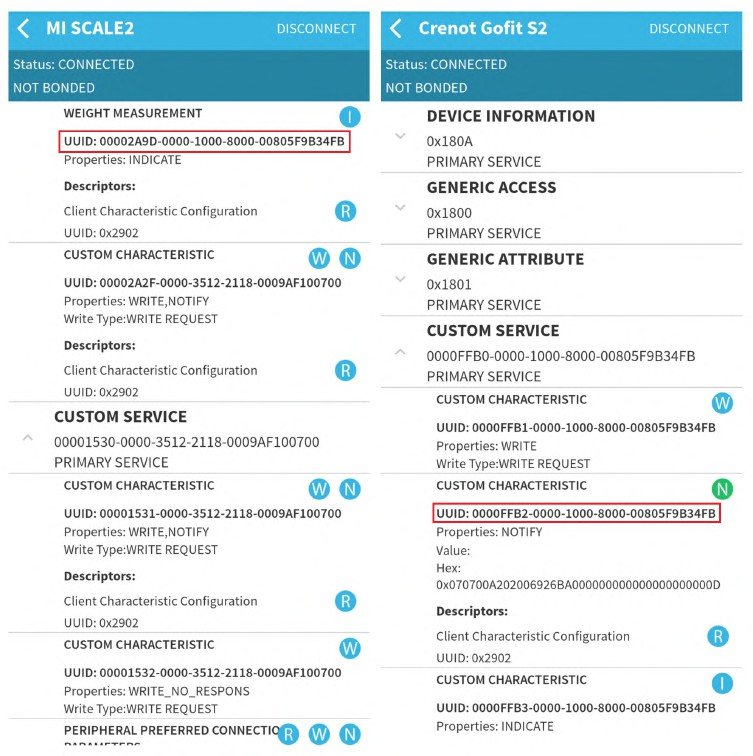 MI SCALE2
DISCONNECT
Status: CONNECTED
NOT BONDED
WEIGHT MEASUREMENT
I
UUID: 00002A9D-0000-1000-8000-00805F9B34FB
Properties: INDICATE
Descriptors:
Client Characteristic Configuration
R
UUID: 0x2902
CUSTOM CHARACTERISTIC
W N
UUID: 00002A2F-0000-3512-2118-0009AF100700
Properties: WRITE,NOTIFY
Write Type:WRITE REQUEST
Descriptors:
Client Characteristic Configuration
R
UUID: 0x2902
CUSTOM SERVICE
00001530-0000-3512-2118-0009AF100700
PRIMARY SERVICE
CUSTOM CHARACTERISTIC
W N
UUID: 00001531-0000-3512-2118-0009AF100700
Properties: WRITE,NOTIFY
Write Type:WRITE REQUEST
Descriptors:
Client Characteristic Configuration
R
UUID: 0x2902
CUSTOM CHARACTERISTIC
W
UUID: 00001532-0000-3512-2118-0009AF100700
Properties: WRITE_NO_RESPONS
Write Type:WRITE REQUEST
PERIPHERAL PREFERRED CONNECTIO
R W N
PARAMETERS
Crenot Gofit S2
DISCONNECT
Status: CONNECTED
NOT BONDED
DEVICE INFORMATION
0x180A
PRIMARY SERVICE
GENERIC ACCESS
0x1800
PRIMARY SERVICE
GENERIC ATTRIBUTE
0x1801
PRIMARY SERVICE
CUSTOM SERVICE
0000FFB0-0000-1000-8000-00805F9B34FB
PRIMARY SERVICE
CUSTOM CHARACTERISTIC
W
UUID: 0000FFB1-0000-1000-8000-00805F9B34FB
Properties: WRITE
Write Type:WRITE REQUEST
CUSTOM CHARACTERISTIC
N
UUID: 0000FFB2-0000-1000-8000-00805F9B34FB
Properties: NOTIFY
Value:
Hex:
0x070700A202006926BA00000000000000000000D
Descriptors:
Client Characteristic Configuration
R
UUID: 0x2902
CUSTOM CHARACTERISTIC
I
UUID: 0000FFB3-0000-1000-8000-00805F9B34FB
Properties: INDICATE